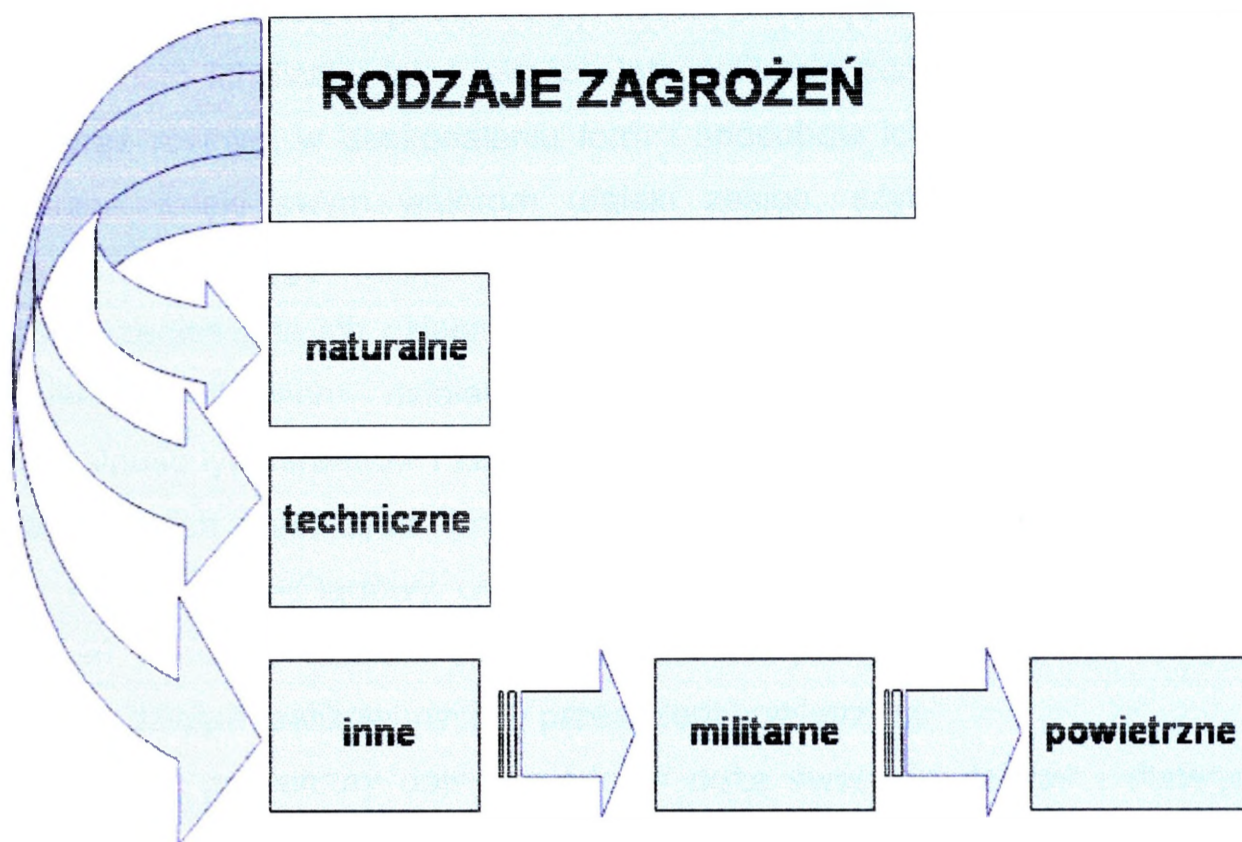 RODZAJE ZAGROŻEŃ
naturalne
techniczne
inne
militarne
powietrzne